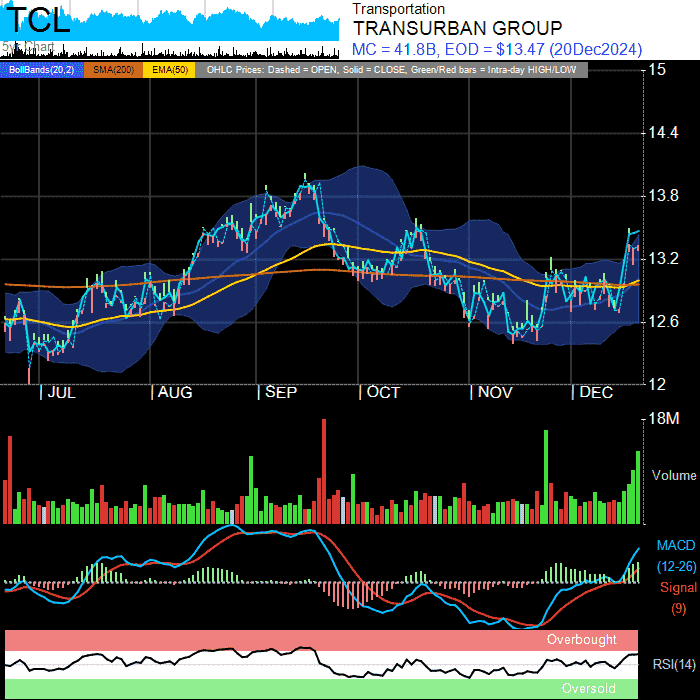 TCL
5yr Chart
Transportation
TRANSURBAN GROUP
MC = 41.8B, EOD = $13.47 (20Dec2024)
BollBands(20,2) SMA(200) EMA(50) OHLC Prices: Dashed = OPEN, Solid = CLOSE, Green/Red bars = Intra-day HIGH/LOW
15
14.4
13.8
13.2
12.6
12
JUL AUG SEP OCT NOV DEC
18M
Volume
MACD
(12-26)
Signal
(9)
Overbought
RSI(14)
Oversold